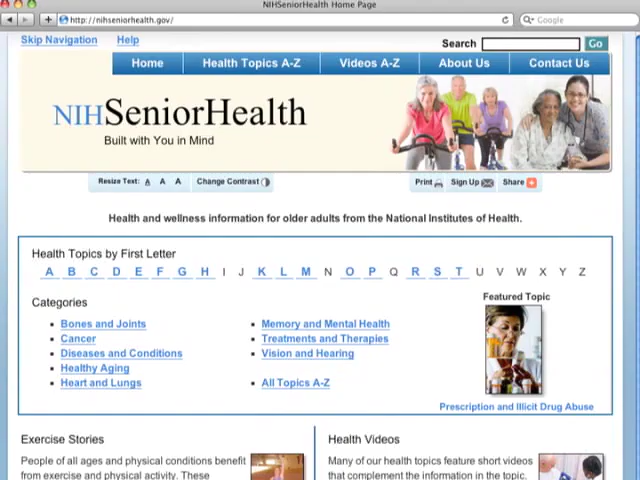 NIHSeniorHealth Home Page
http://nihseniorhealth.gov/
Google
Skip Navigation Help
Search Go
Home Health Topics A-Z Videos A-Z About Us Contact Us
NIHSeniorHealth
Built with You in Mind
Resize Text: A A A Change Contrast Print Sign Up Share
Health and wellness information for older adults from the National Institutes of Health.
Health Topics by First Letter
A B C D E F G H I J K L M N O P Q R S T U V W X Y Z
Categories
Bones and Joints
Cancer
Diseases and Conditions
Healthy Aging
Heart and Lungs
Memory and Mental Health
Treatments and Therapies
Vision and Hearing
All Topics A-Z
Featured Topic
Prescription and Illicit Drug Abuse
Exercise Stories
People of all ages and physical conditions benefit
from exercise and physical activity. These
Health Videos
Many of our health topics feature short videos
that complement the information in the topic.